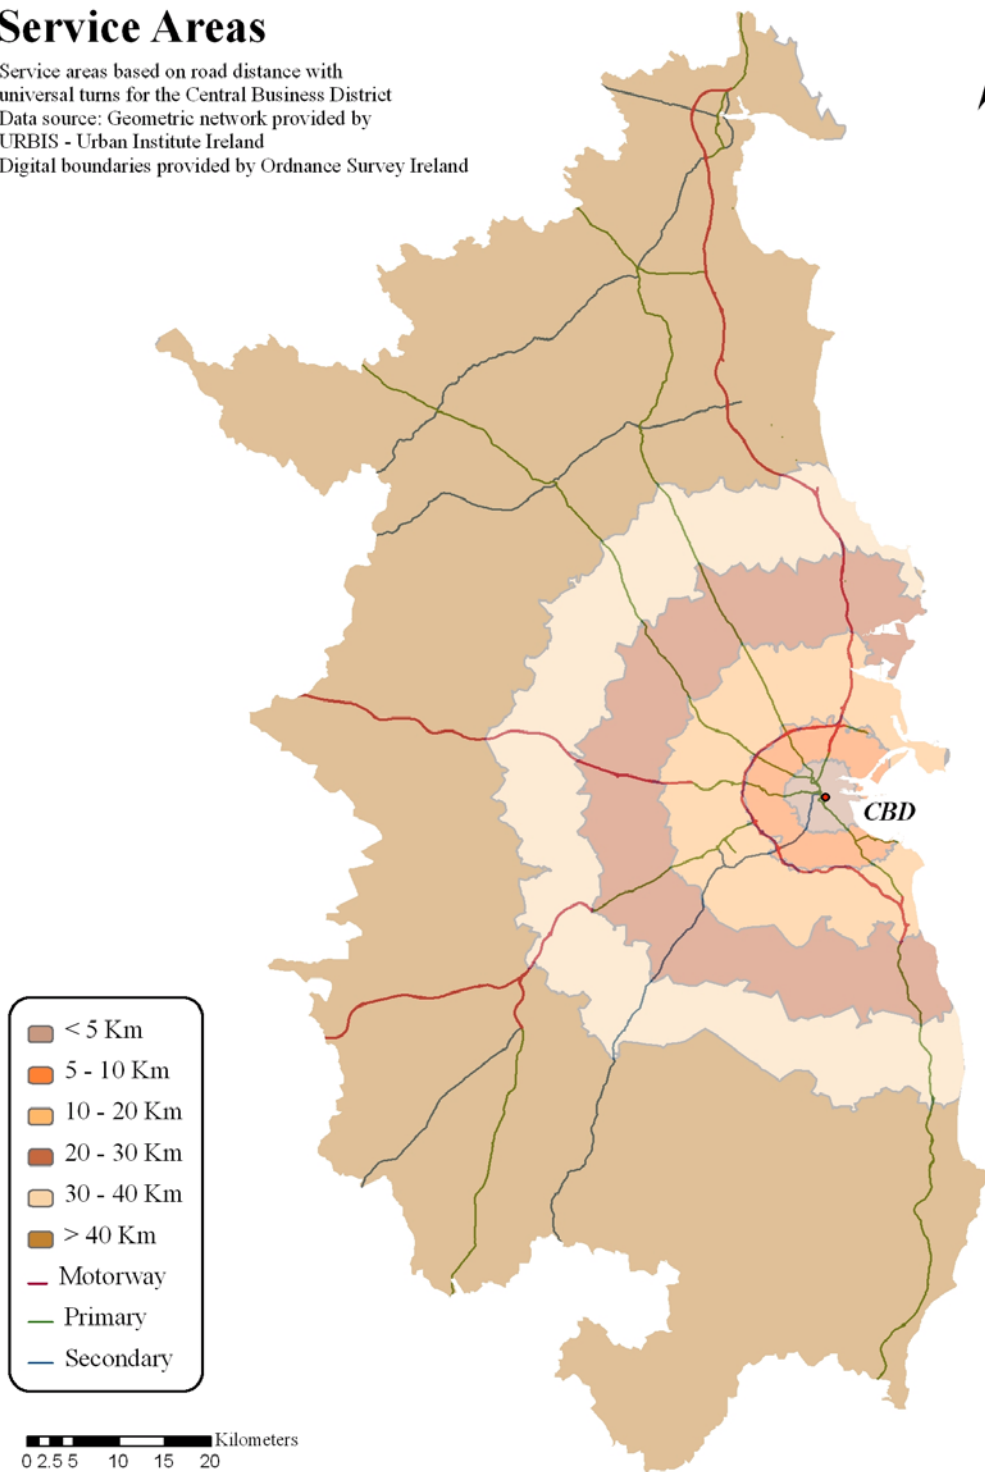 Service Areas
Service areas based on road distance with
universal turns for the Central Business District
Data source: Geometric network provided by
URBIS - Urban Institute Ireland
Digital boundaries provided by Ordnance Survey Ireland
CBD
< 5 Km
5 - 10 Km
10 - 20 Km
20 - 30 Km
30 - 40 Km
> 40 Km
Motorway
Primary
Secondary
Kilometers
0 2.5 5 10 15 20